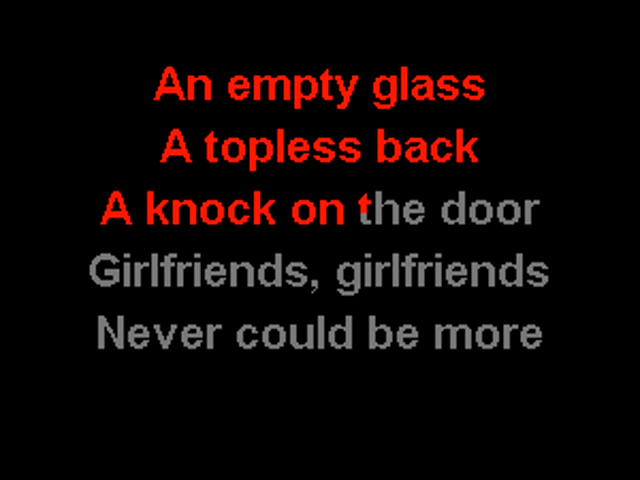 An empty glass
A topless back
A knock on the door
Girlfriends, girlfriends
Never could be more